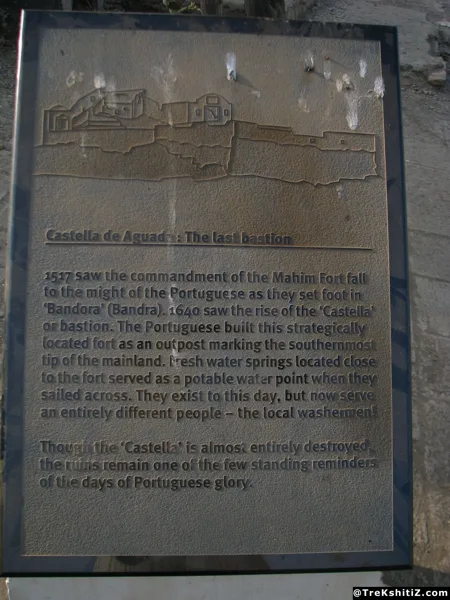 Castella de Aguada: The last bastion
1517 saw the commandment of the Mahim Fort fall
to the might of the Portuguese as they set foot in
'Bandora' (Bandra). 1640 saw the rise of the 'Castella'
or bastion. The Portuguese built this strategically
located fort as an outpost marking the southernmost
tip of the mainland. Fresh water springs located close
to the fort served as a potable water point when they
sailed across. They exist to this day, but now serve
an entirely different people – the local washermen!
Though the 'Castella' is almost entirely destroyed,
the ruins remain one of the few standing reminders
of the days of Portuguese glory.
@TreKshitiZ.com